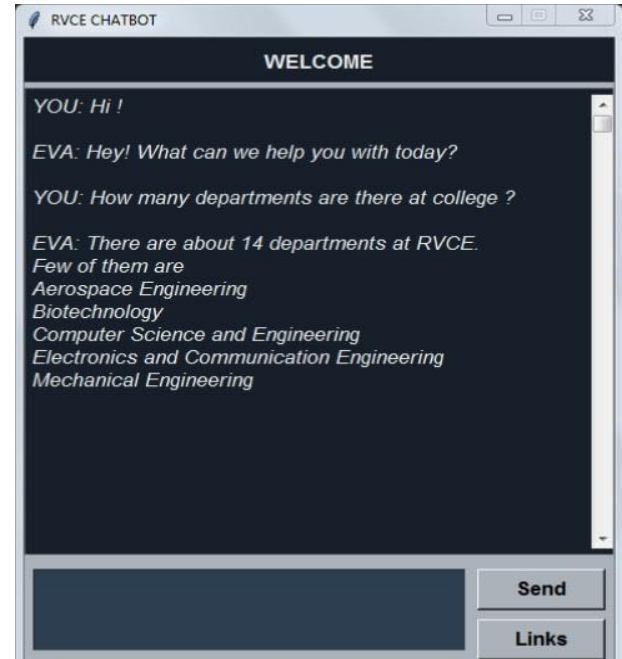 RVCE CHATBOT
WELCOME
YOU: Hi !
EVA: Hey! What can we help you with today?
YOU: How many departments are there at college ?
EVA: There are about 14 departments at RVCE.
Few of them are
Aerospace Engineering
Biotechnology
Computer Science and Engineering
Electronics and Communication Engineering
Mechanical Engineering
Send
Links